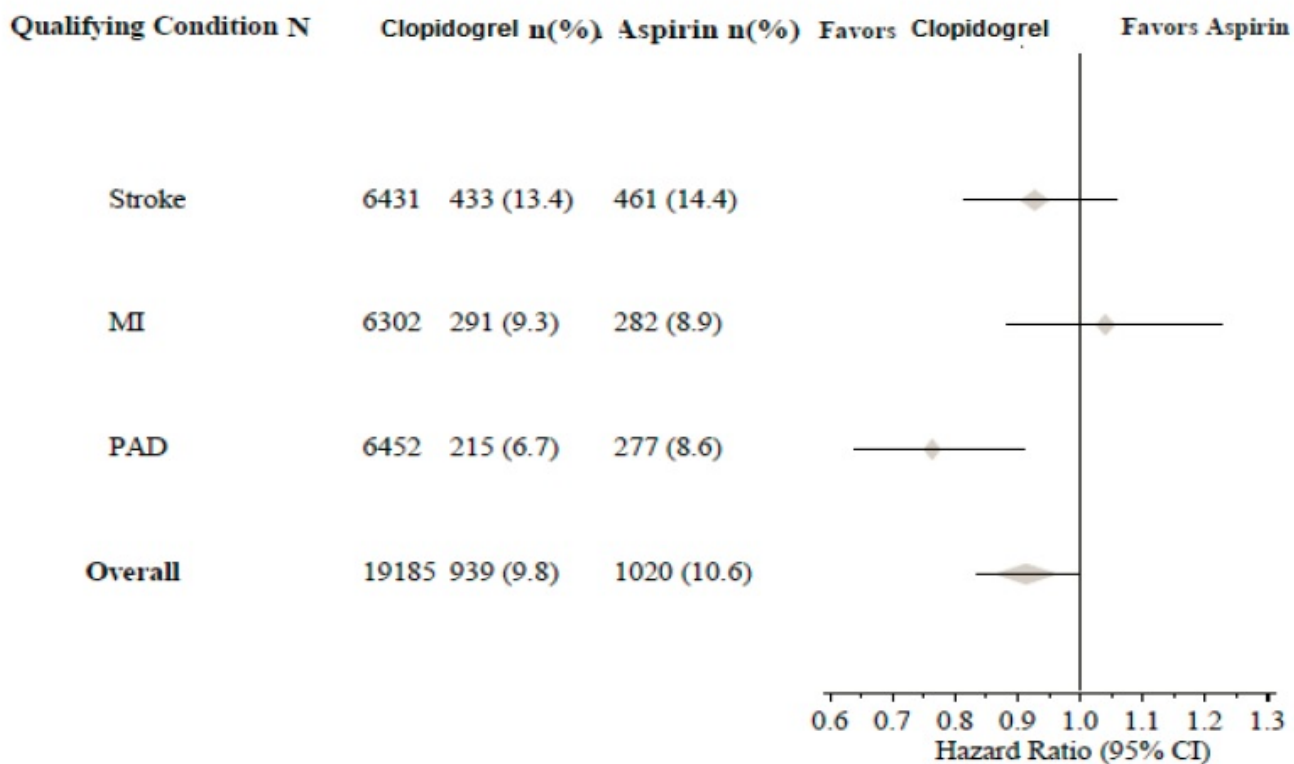 Qualifying Condition N Clopidogrel n(%) Aspirin n(%) Favors Clopidogrel Favors Aspirin
Stroke 6431 433 (13.4) 461 (14.4)
MI 6302 291 (9.3) 282 (8.9)
PAD 6452 215 (6.7) 277 (8.6)
Overall 19185 939 (9.8) 1020 (10.6)
0.6 0.7 0.8 0.9 1.0 1.1 1.2 1.3
Hazard Ratio (95% CI)